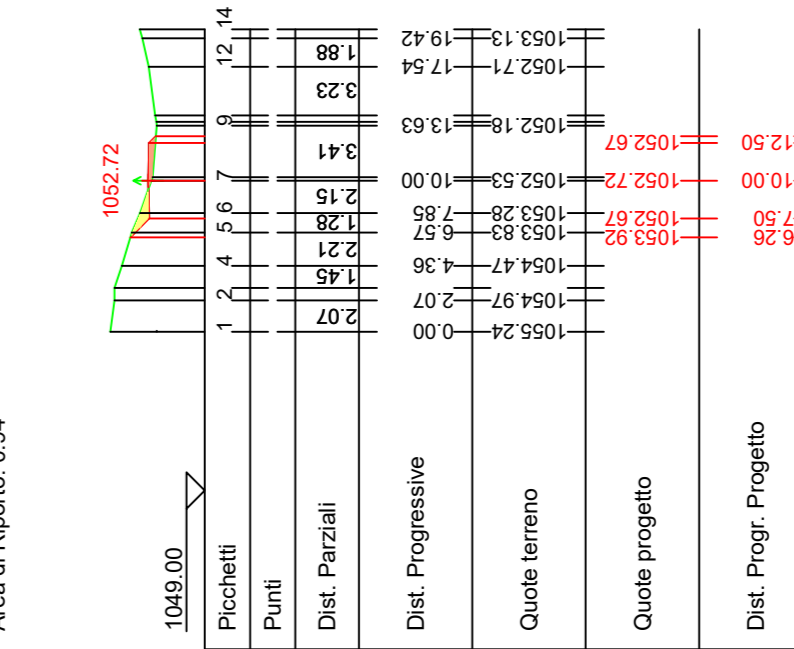 Area di Riporto:
1052.72
1049.00
Picchetti 1 2 4 5 6 7 9 12 14
Punti
Dist. Parziali 2.07 1.45 2.21 1.28 2.15 3.41 3.23 1.88
Dist. Progressive 0.00 2.07 4.36 6.57 7.85 10.00 13.63 17.54 19.42
Quote terreno 1055.24 1054.97 1054.47 1053.83 1053.28 1052.53 1052.18 1052.71 1053.13
Quote progetto 1053.92 1052.67 1052.72 1052.67
Dist. Progr. Progetto 6.26 7.50 10.00 12.50